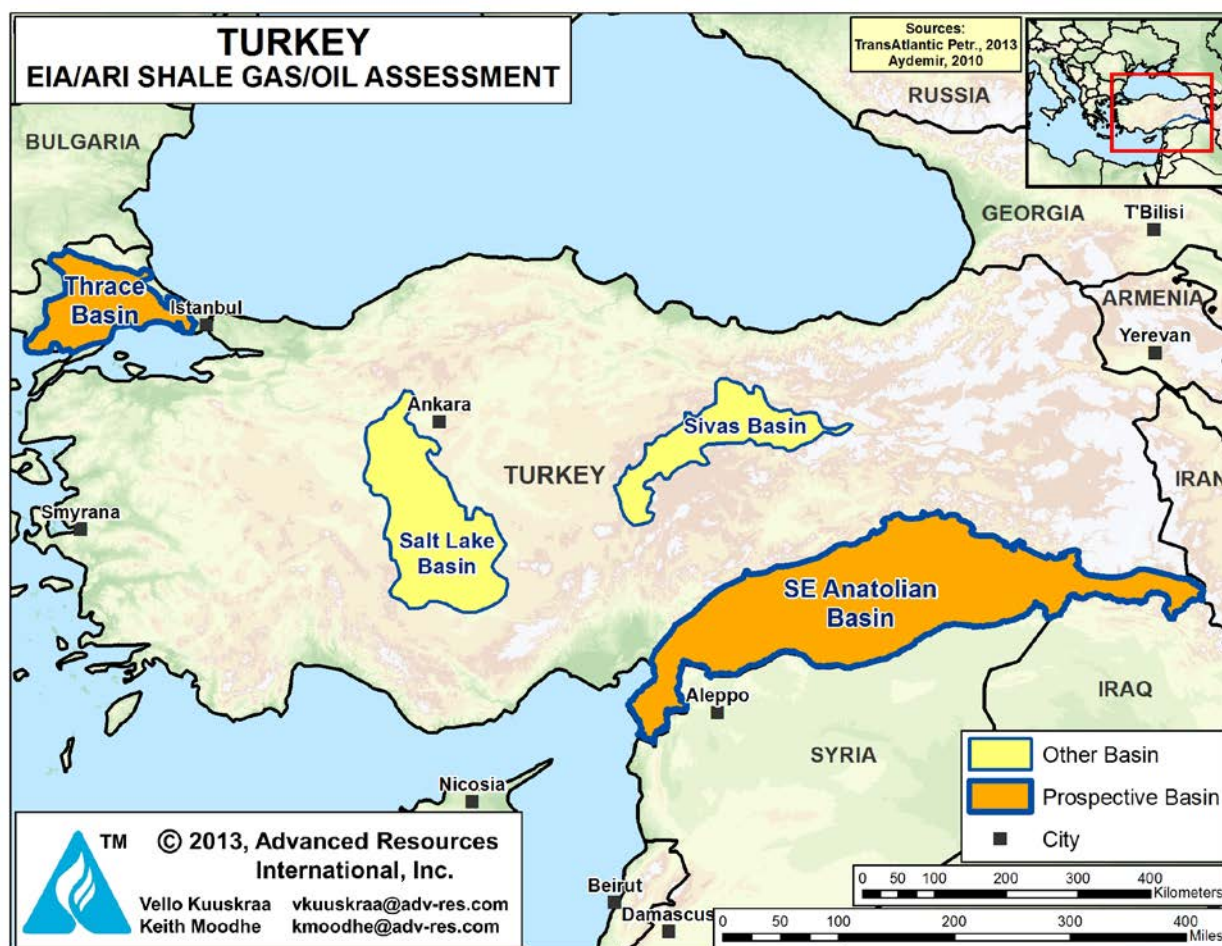 TURKEY
EIA/ARI SHALE GAS/OIL ASSESSMENT
Sources:
TransAtlantic Petr., 2013
Aydemir, 2010
RUSSIA
BULGARIA
GEORGIA
T'Bilisi
ARMENIA
Yerevan
Thrace
Basin
Istanbul
Ankara
Sivas Basin
TURKEY
IRAN
Smyrana
Salt Lake
Basin
SE Anatolian
Basin
Aleppo
IRAQ
SYRIA
Nicosia
Beirut
Damascus
Other Basin
Prospective Basin
City
0 50 100 200 300 400
Kilometers
0 50 100 200 300 400
Miles
TM
© 2013, Advanced Resources
International, Inc.
Vello Kuuskraa vkuuskraa@adv-res.com
Keith Moodhe kmoodhe@adv-res.com